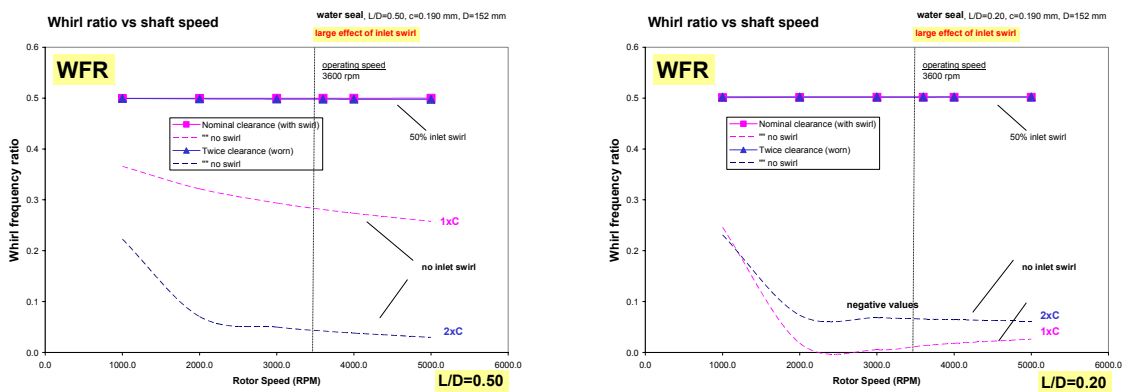 Whirl ratio vs shaft speed
water seal, L/D=0.50, c=0.190 mm, D=152 mm
large effect of inlet swirl
WFR
operating speed
3600 rpm
0.6
0.5
0.4
0.3
0.2
0.1
0.0
Whirl frequency ratio
Nominal clearance (with swirl)
"" no swirl
Twice clearance (worn)
"" no swirl
50% inlet swirl
1xC
no inlet swirl
2xC
0.0 1000.0 2000.0 3000.0 4000.0 5000.0 6000.0
Rotor Speed (RPM)
L/D=0.50
Whirl ratio vs shaft speed
water seal, L/D=0.20, c=0.190 mm, D=152 mm
large effect of inlet swirl
WFR
operating speed
3600 rpm
0.6
0.5
0.4
0.3
0.2
0.1
0.0
Whirl frequency ratio
Nominal clearance (with swirl)
"" no swirl
Twice clearance (worn)
"" no swirl
50% inlet swirl
no inlet swirl
negative values
2xC
1xC
0.0 1000.0 2000.0 3000.0 4000.0 5000.0 6000.0
Rotor Speed (RPM)
L/D=0.20